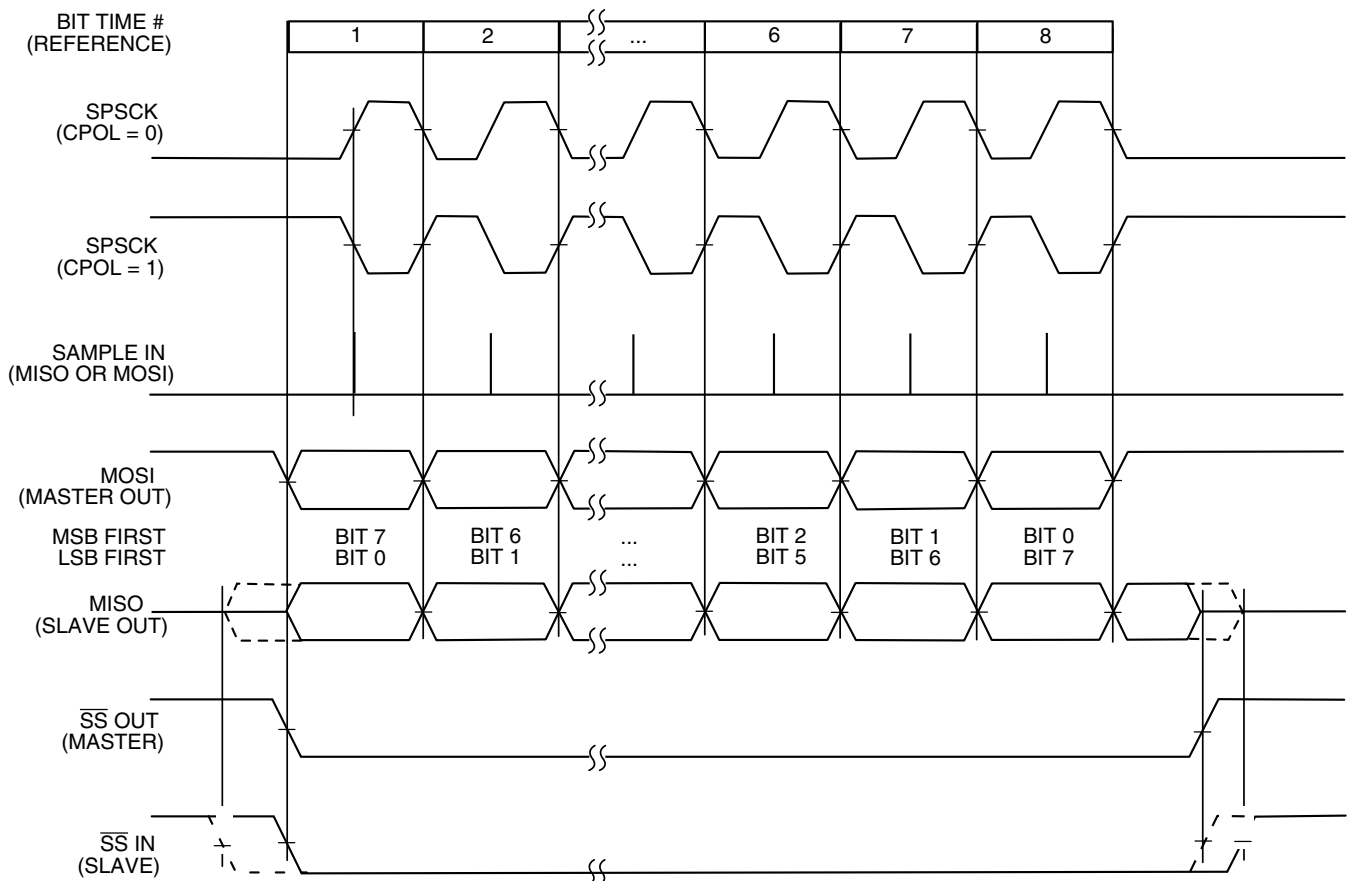 BIT TIME #
(REFERENCE)
1 2 ... 6 7 8
SPSCK
(CPOL = 0)
SPSCK
(CPOL = 1)
SAMPLE IN
(MISO OR MOSI)
MOSI
(MASTER OUT)
MSB FIRST BIT 7 BIT 6 ... BIT 2 BIT 1 BIT 0
LSB FIRST BIT 0 BIT 1 ... BIT 5 BIT 6 BIT 7
MISO
(SLAVE OUT)
S̅S̅ OUT
(MASTER)
S̅S̅ IN
(SLAVE)